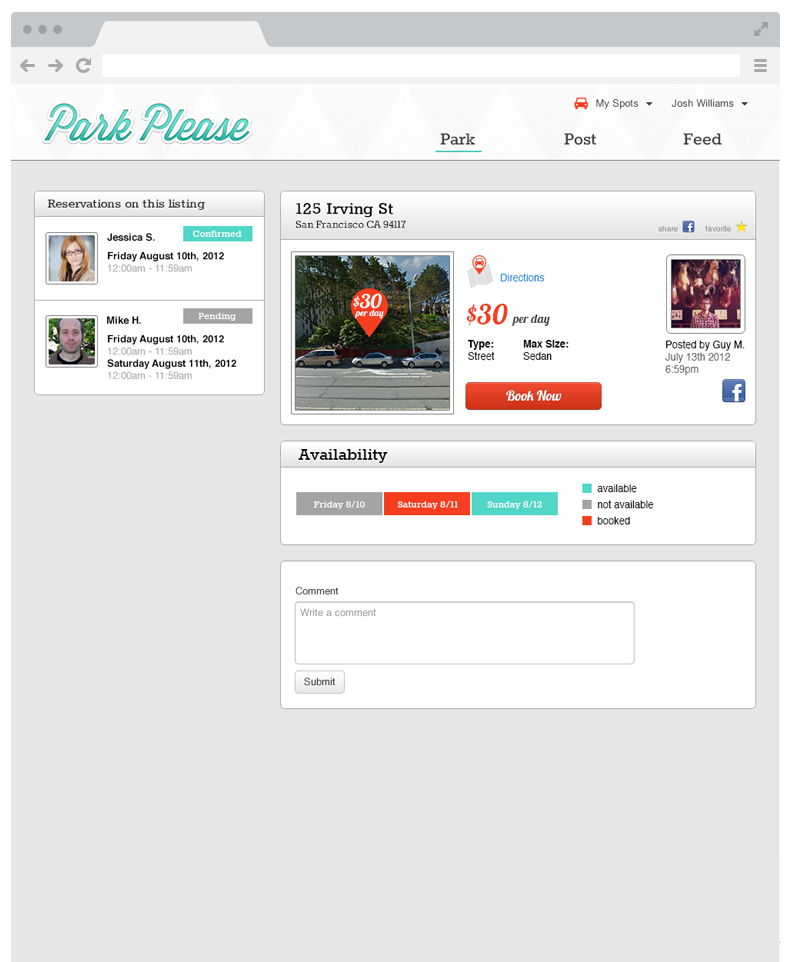 Park Please
My Spots
Josh Williams
Park
Post
Feed
Reservations on this listing
Jessica S.
Confirmed
Friday August 10th, 2012
12:00am - 11:59am
Mike H.
Pending
Friday August 10th, 2012
12:00am - 11:59am
Saturday August 11th, 2012
12:00am - 11:59am
125 Irving St
San Francisco CA 94117
share
f
favorite
$30
per day
Directions
$30 per day
Type:
Street
Max Size:
Sedan
Book Now
Posted by Guy M.
July 13th 2012
6:59pm
f
Availability
Friday 8/10
Saturday 8/11
Sunday 8/12
available
not available
booked
Comment
Write a comment
Submit